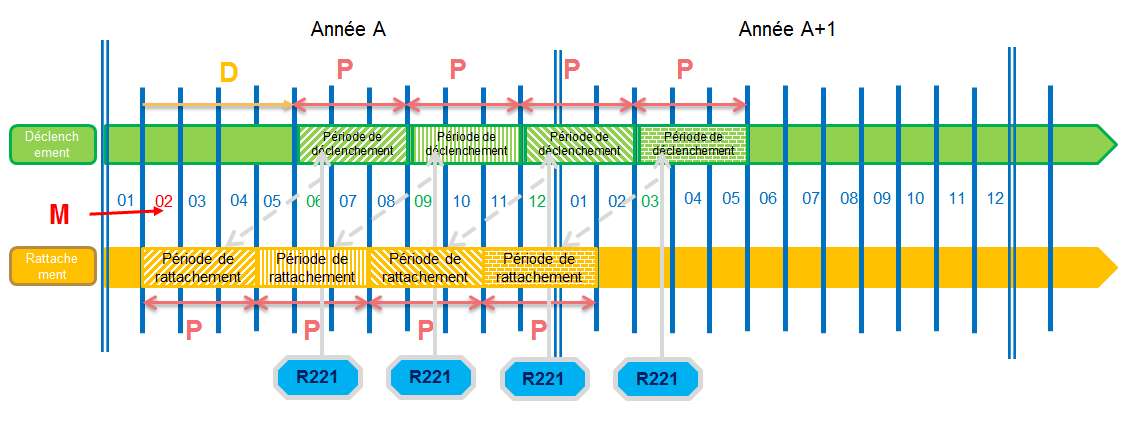 Année A
Année A+1
D
P
P
P
P
Déclench
ement
Période de
déclenchement
Période de
déclenchement
Période de
déclenchement
Période de
déclenchement
M
01 02 03 04 05 06 07 08 09 10 11 12 01 02 03 04 05 06 07 08 09 10 11 12
Rattache
ment
Période de
rattachement
Période de
rattachement
Période de
rattachement
Période de
rattachement
P
P
P
P
R221
R221
R221
R221